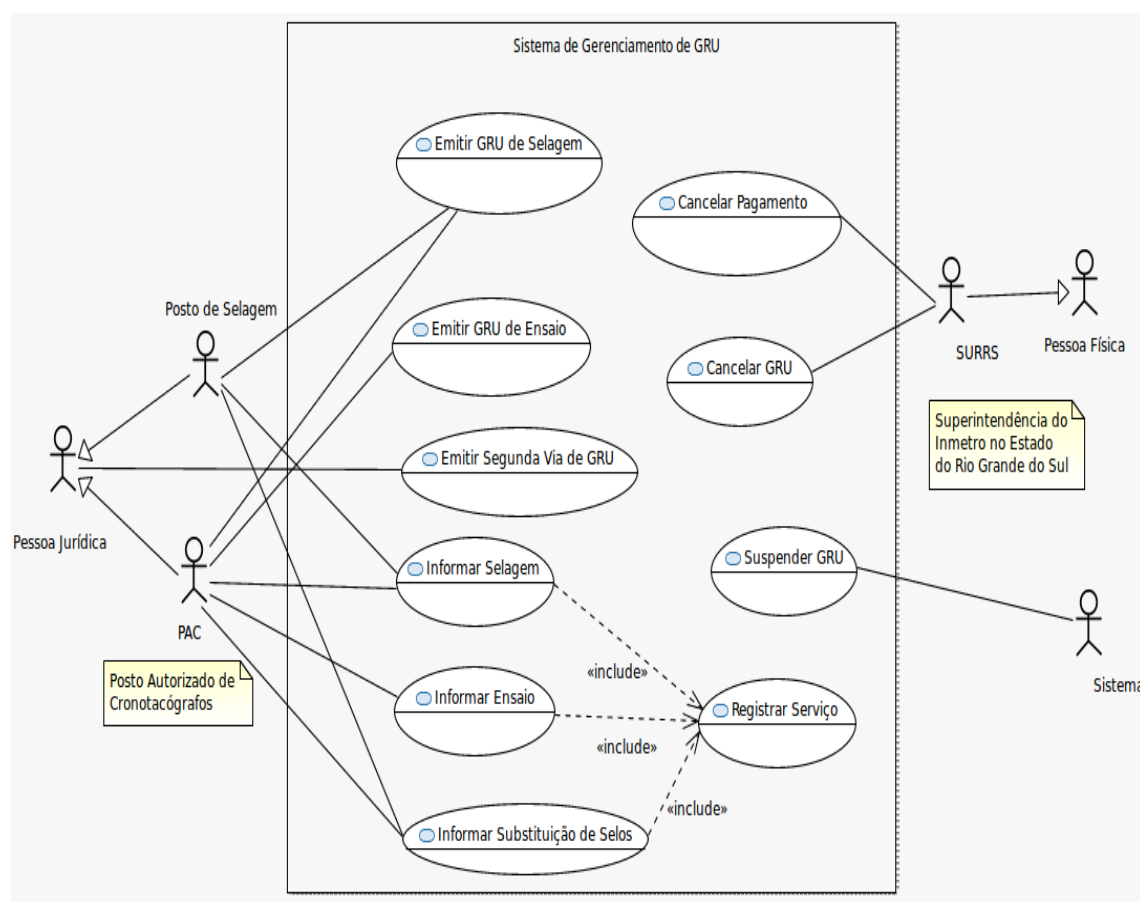 Sistema de Gerenciamento de GRU
Emitir GRU de Selagem
Cancelar Pagamento
Posto de Selagem
Emitir GRU de Ensaio
SURRS
Pessoa Física
Cancelar GRU
Superintendência do
Inmetro no Estado
do Rio Grande do Sul
Emitir Segunda Via de GRU
Pessoa Jurídica
Informar Selagem
Suspender GRU
PAC
«include»
Posto Autorizado de
Cronotacógrafos
Informar Ensaio
Registrar Serviço
Sistema
«include»
«include»
Informar Substituição de Selos